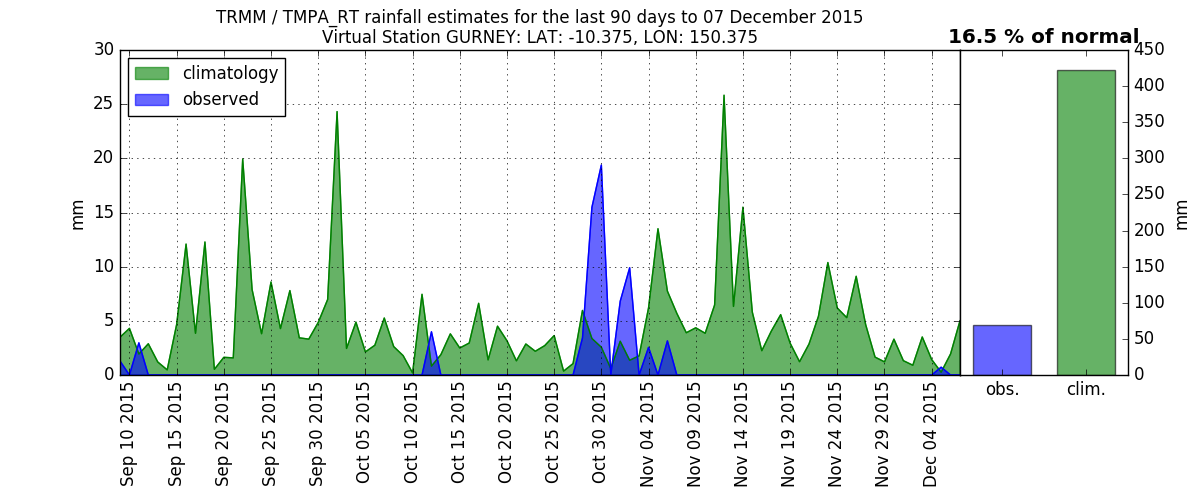 TRMM / TMPA_RT rainfall estimates for the last 90 days to 07 December 2015
Virtual Station GURNEY: LAT: -10.375, LON: 150.375
16.5 % of normal
climatology
observed
30
25
20
15
10
5
0
mm
450
400
350
300
250
200
150
100
50
0
mm
Sep 10 2015
Sep 15 2015
Sep 20 2015
Sep 25 2015
Sep 30 2015
Oct 05 2015
Oct 10 2015
Oct 15 2015
Oct 20 2015
Oct 25 2015
Oct 30 2015
Nov 04 2015
Nov 09 2015
Nov 14 2015
Nov 19 2015
Nov 24 2015
Nov 29 2015
Dec 04 2015
obs.
clim.